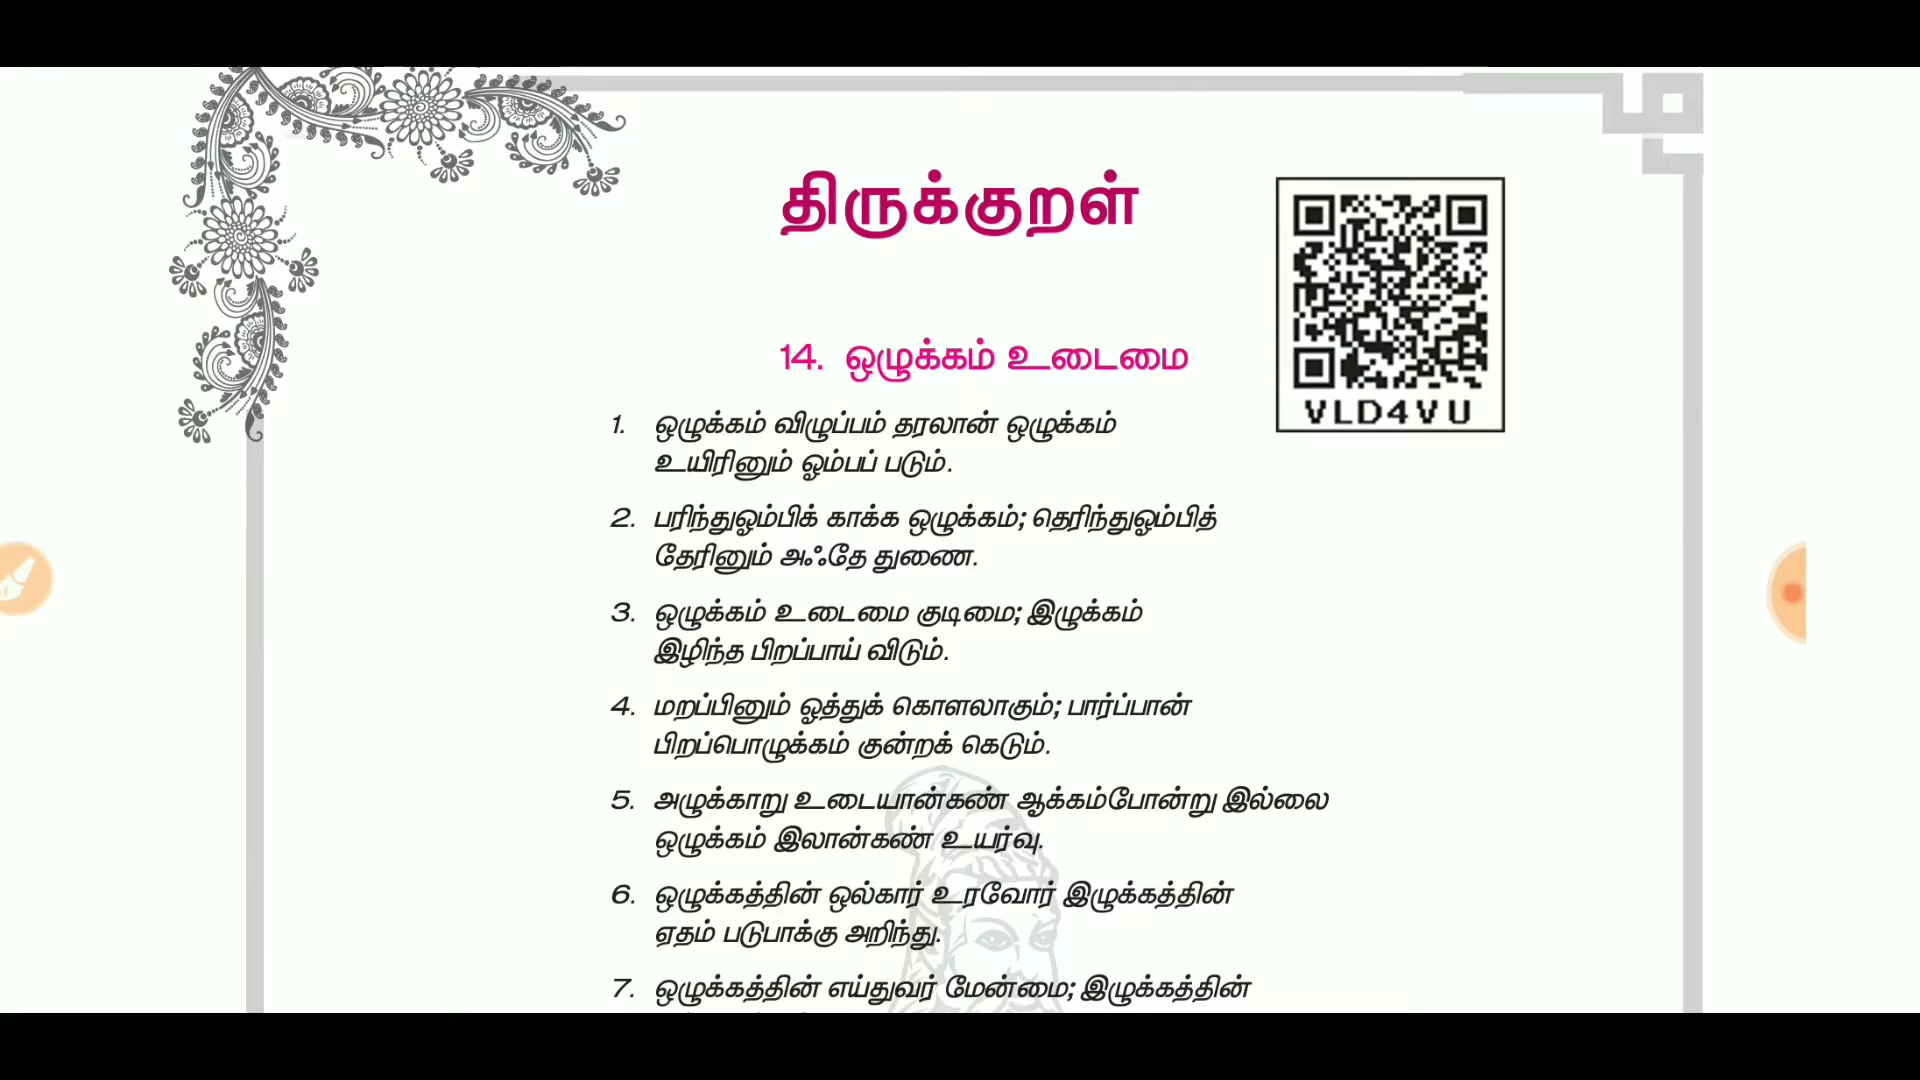 திருக்குறள்
14. ஒழுக்கம் உடைமை
VLD4VU
1. ஒழுக்கம் விழுப்பம் தரலான் ஒழுக்கம்
உயிரினும் ஓம்பப் படும்.
2. பரிந்துஓம்பிக் காக்க ஒழுக்கம்; தெரிந்துஓம்பித்
தேரினும் அஃதே துணை.
3. ஒழுக்கம் உடைமை குடிமை; இழுக்கம்
இழிந்த பிறப்பாய் விடும்.
4. மறப்பினும் ஓத்துக் கொளலாகும்; பார்ப்பான்
பிறப்பொழுக்கம் குன்றக் கெடும்.
5. அழுக்காறு உடையான்கண் ஆக்கம்போன்று இல்லை
ஒழுக்கம் இலான்கண் உயர்வு.
6. ஒழுக்கத்தின் ஒல்கார் உரவோர் இழுக்கத்தின்
ஏதம் படுபாக்கு அறிந்து.
7. ஒழுக்கத்தின் எய்துவர் மேன்மை; இழுக்கத்தின்